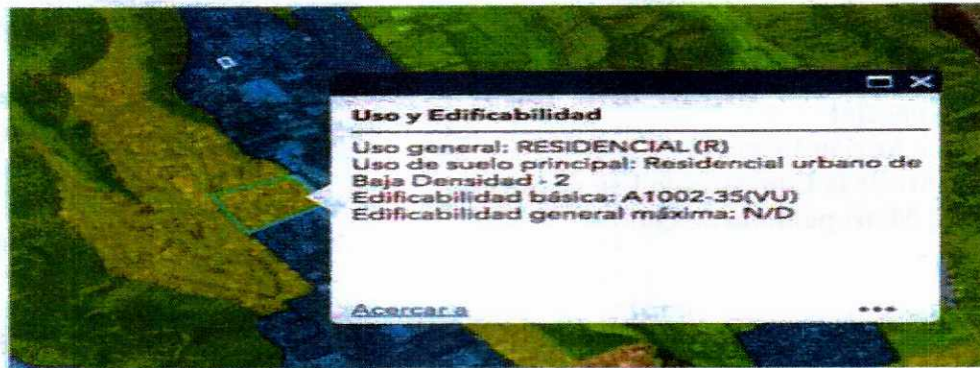 Uso y Edificabilidad
Uso general: RESIDENCIAL (R)
Uso de suelo principal: Residencial urbano de
Baja Densidad - 2
Edificabilidad básica: A1002-35(VU)
Edificabilidad general máxima: N/D
Acercar a